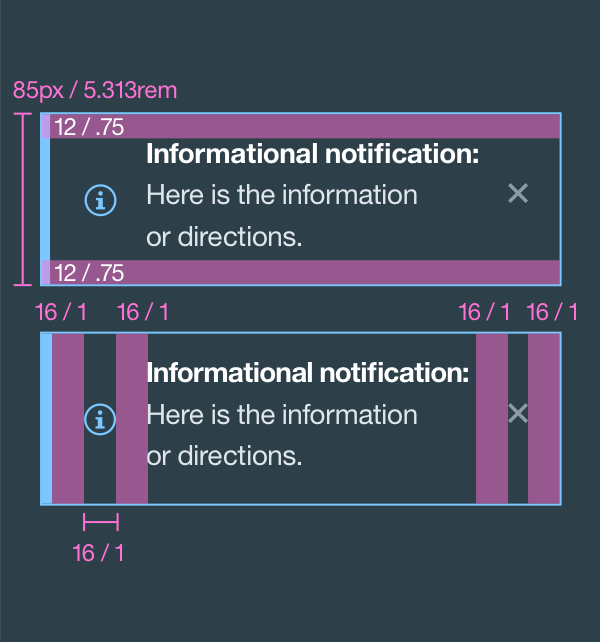 85px / 5.313rem
12 / .75
Informational notification:
Here is the information
or directions.
12 / .75
16 / 1 16 / 1 16 / 1 16 / 1
Informational notification:
Here is the information
or directions.
16 / 1